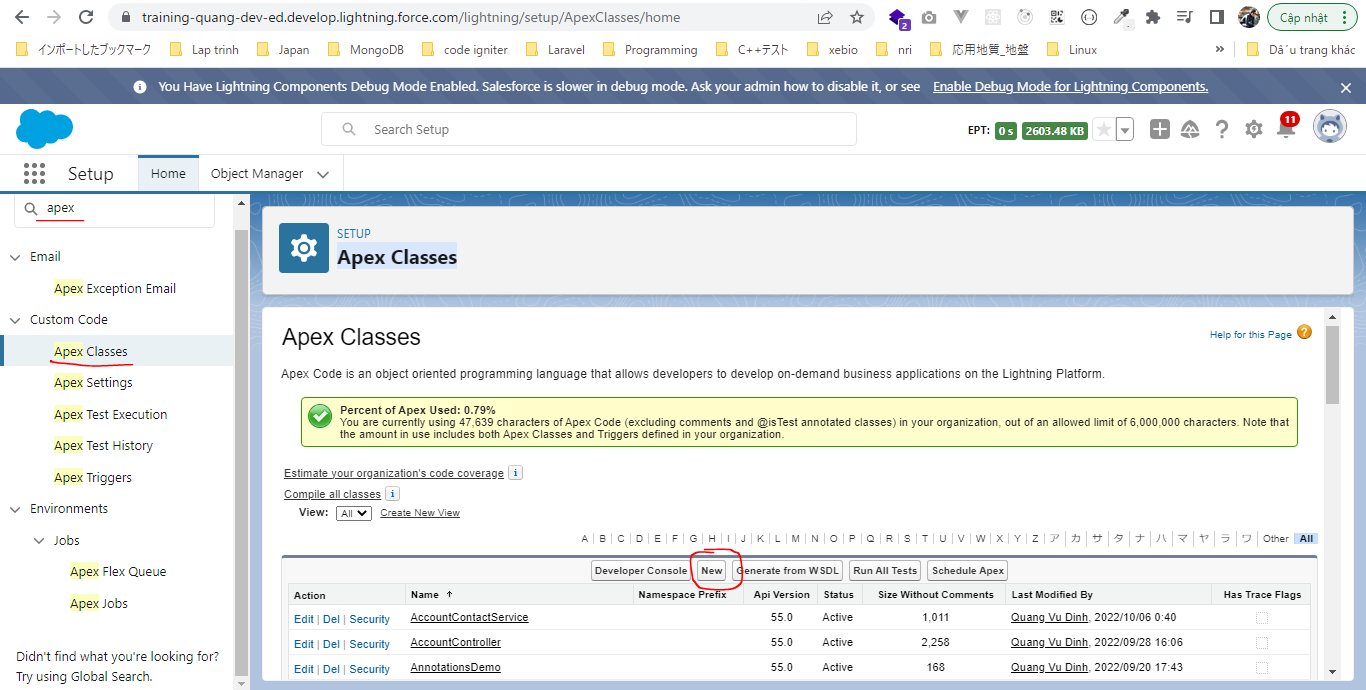 training-quang-dev-ed.develop.lightning.force.com/lightning/setup/ApexClasses/home
2
Cập nhật
インポートしたブックマーク
Lap trinh
Japan
MongoDB
code igniter
Laravel
Programming
C++テスト
xebio
nri
応用地質_地盤
Linux
»
Dấu trang khác
You Have Lightning Components Debug Mode Enabled. Salesforce is slower in debug mode. Ask your admin how to disable it, or see Enable Debug Mode for Lightning Components.
Search Setup
EPT: 0 s 2603.48 KB
11
Setup
Home
Object Manager
apex
Email
Apex Exception Email
Custom Code
Apex Classes
Apex Settings
Apex Test Execution
Apex Test History
Apex Triggers
Environments
Jobs
Apex Flex Queue
Apex Jobs
Didn't find what you're looking for?
Try using Global Search.
SETUP
Apex Classes
Apex Classes
Help for this Page
Apex Code is an object oriented programming language that allows developers to develop on-demand business applications on the Lightning Platform.
Percent of Apex Used: 0.79%
You are currently using 47,639 characters of Apex Code (excluding comments and @isTest annotated classes) in your organization, out of an allowed limit of 6,000,000 characters. Note that
the amount in use includes both Apex Classes and Triggers defined in your organization.
Estimate your organization's code coverage i
Compile all classes i
View: All Create New View
A B C D E F G H I J K L M N O P Q R S T U V W X Y Z ア カ サ タ ナ ハ マ ヤ ラ ワ Other All
Developer Console New Generate from WSDL Run All Tests Schedule Apex
Action Name ↑ Namespace Prefix Api Version Status Size Without Comments Last Modified By Has Trace Flags
Edit | Del | Security AccountContactService 55.0 Active 1,011 Quang Vu Dinh, 2022/10/06 0:40
Edit | Del | Security AccountController 55.0 Active 2,258 Quang Vu Dinh, 2022/09/28 16:06
Edit | Del | Security AnnotationsDemo 55.0 Active 168 Quang Vu Dinh, 2022/09/20 17:43